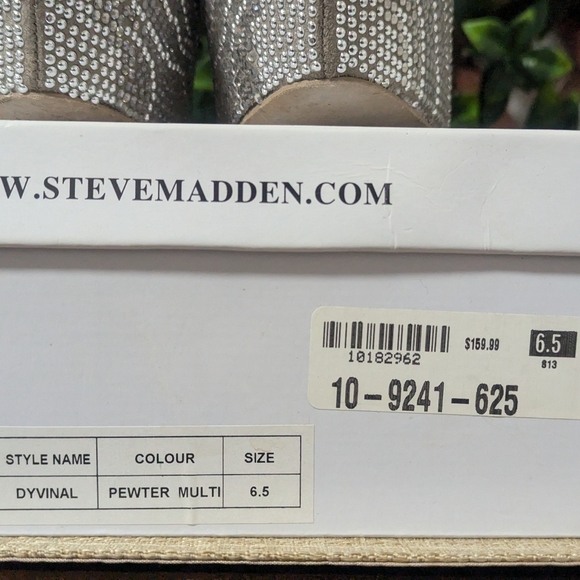 W.STEVEMADDEN.COM
10182962
$159.99
6.5
S13
10-9241-625
STYLE NAME COLOUR SIZE
DYVINAL PEWTER MULTI 6.5